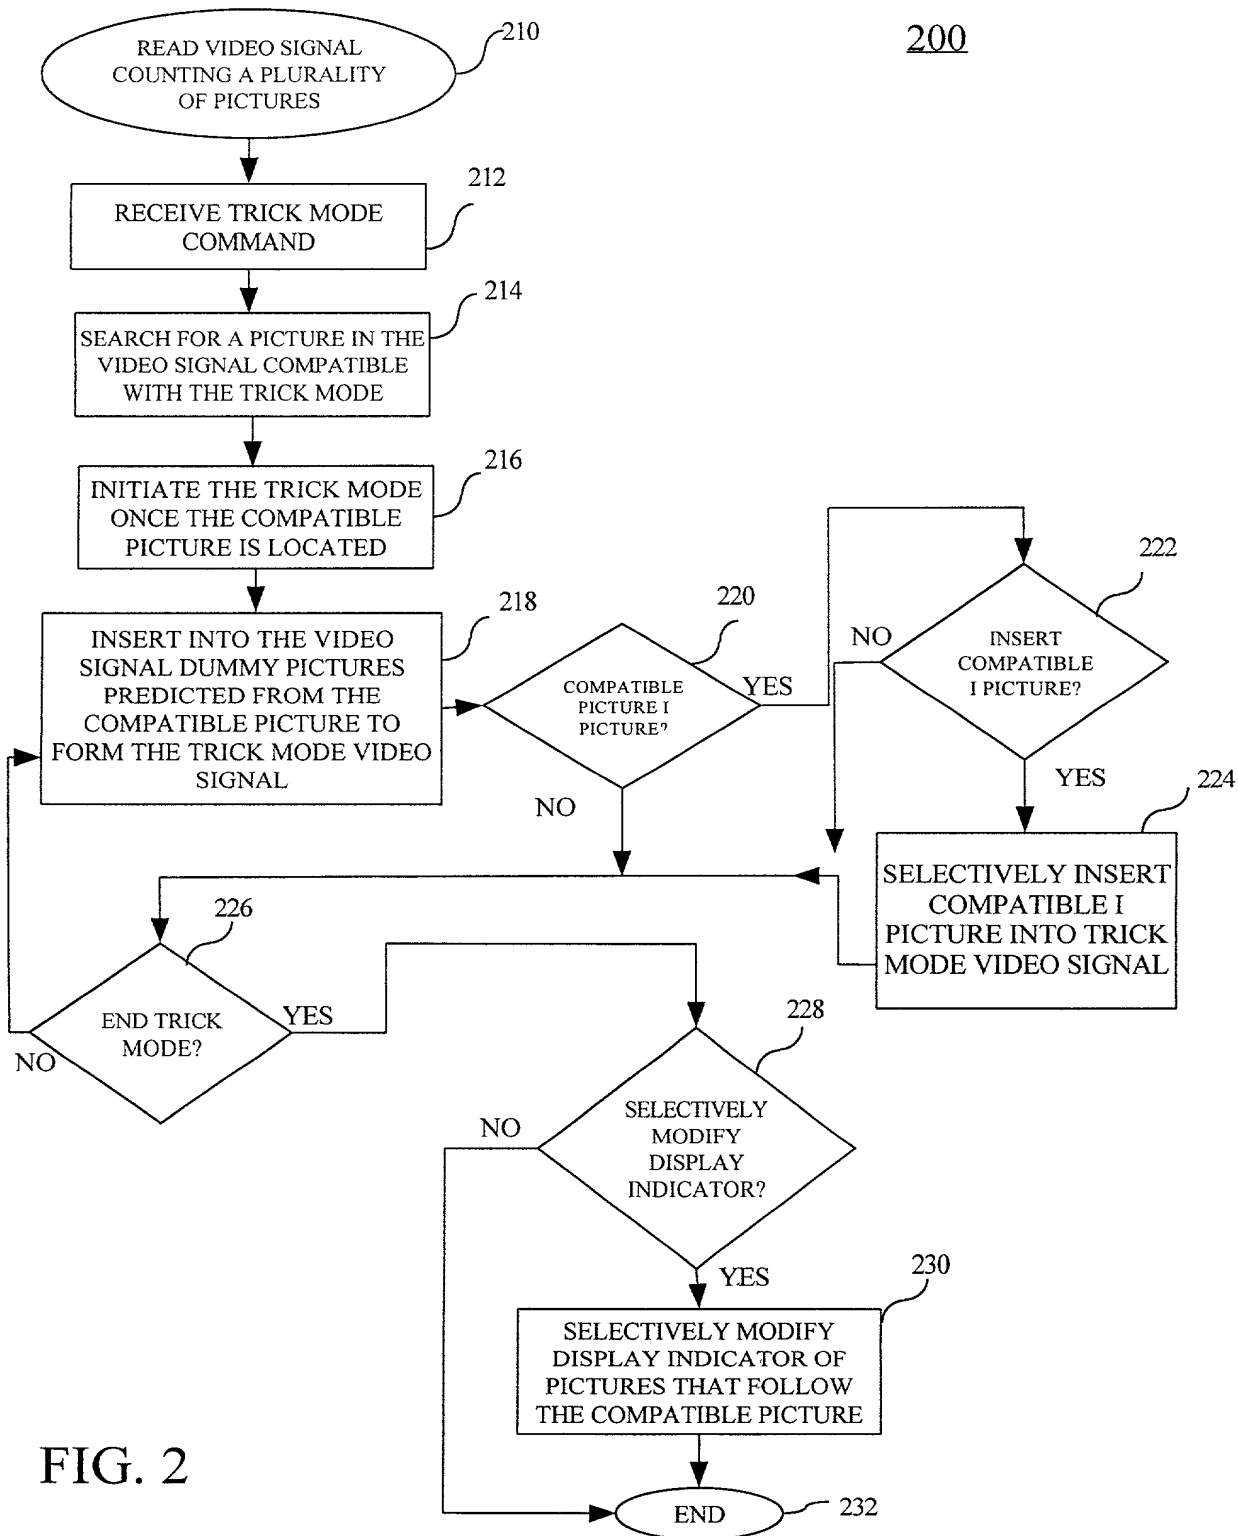 200
READ VIDEO SIGNAL
COUNTING A PLURALITY
OF PICTURES
210
212
RECEIVE TRICK MODE
COMMAND
214
SEARCH FOR A PICTURE IN THE
VIDEO SIGNAL COMPATIBLE
WITH THE TRICK MODE
216
INITIATE THE TRICK MODE
ONCE THE COMPATIBLE
PICTURE IS LOCATED
218
INSERT INTO THE VIDEO
SIGNAL DUMMY PICTURES
PREDICTED FROM THE
COMPATIBLE PICTURE TO
FORM THE TRICK MODE VIDEO
SIGNAL
220
COMPATIBLE
PICTURE I
PICTURE?
YES
NO
222
INSERT
COMPATIBLE
I PICTURE?
NO
YES
224
SELECTIVELY INSERT
COMPATIBLE I
PICTURE INTO TRICK
MODE VIDEO SIGNAL
226
END TRICK
MODE?
YES
NO
228
SELECTIVELY
MODIFY
DISPLAY
INDICATOR?
NO
YES
230
SELECTIVELY MODIFY
DISPLAY INDICATOR OF
PICTURES THAT FOLLOW
THE COMPATIBLE PICTURE
END
232
FIG. 2